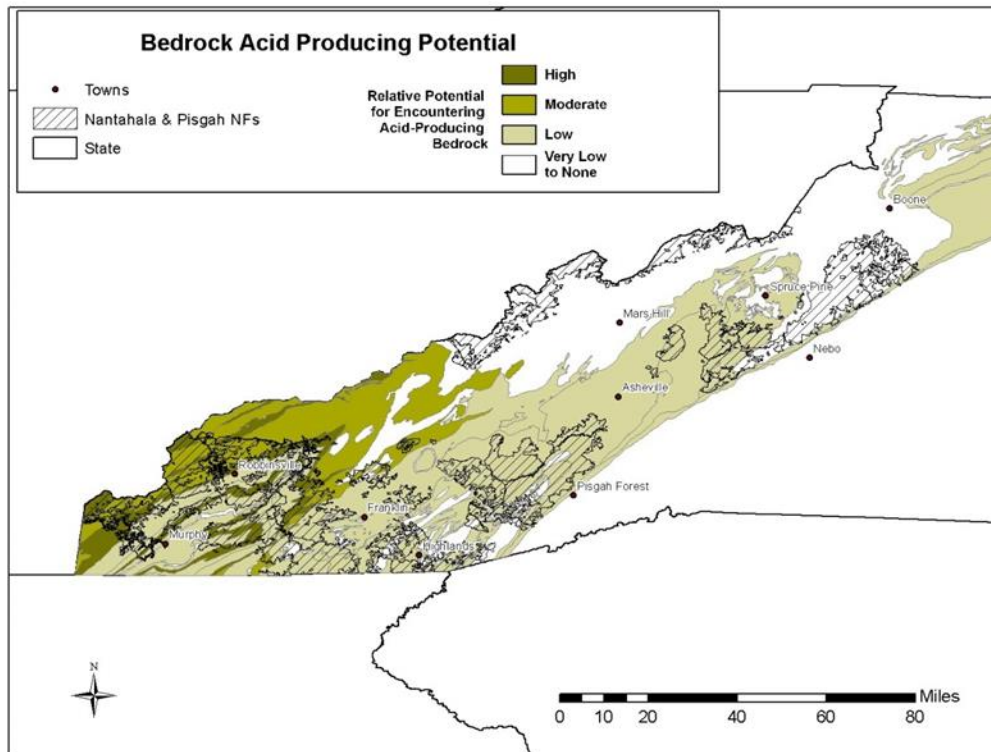 Bedrock Acid Producing Potential
Towns
Nantahala & Pisgah NFs
State
Relative Potential
for Encountering
Acid-Producing
Bedrock
High
Moderate
Low
Very Low
to None
Boone
Spruce Pine
Mars Hill
Nebo
Asheville
Robbinsville
Pisgah Forest
Franklin
Murphy
Highlands
N
Miles
0 10 20 40 60 80